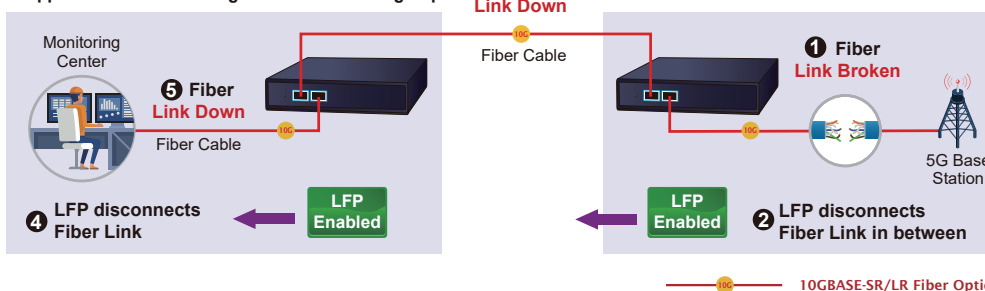 Link Down
10G
Fiber Cable
Monitoring
Center
5 Fiber
Link Down
10G
Fiber Cable
4 LFP disconnects
Fiber Link
LFP
Enabled
1 Fiber
Link Broken
10G
5G Base
Station
LFP
Enabled
2 LFP disconnects
Fiber Link in between
10G
10GBASE-SR/LR Fiber